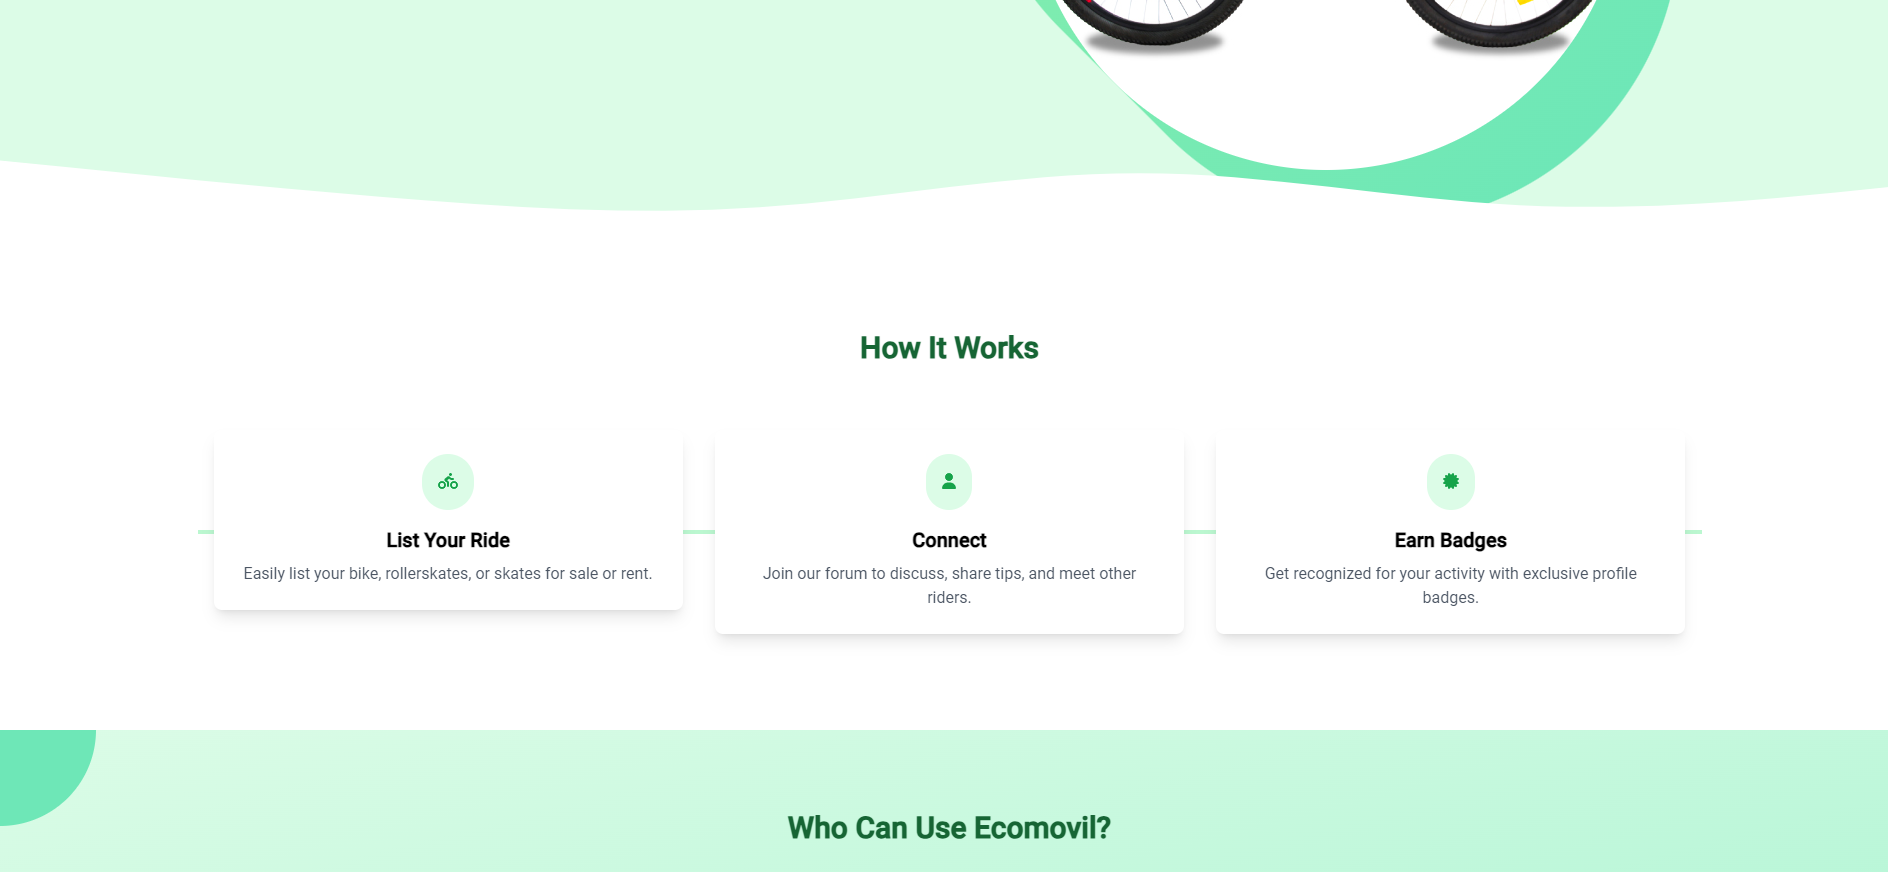 How It Works
List Your Ride
Easily list your bike, rollerskates, or skates for sale or rent.
Connect
Join our forum to discuss, share tips, and meet other
riders.
Earn Badges
Get recognized for your activity with exclusive profile
badges.
Who Can Use Ecomovil?